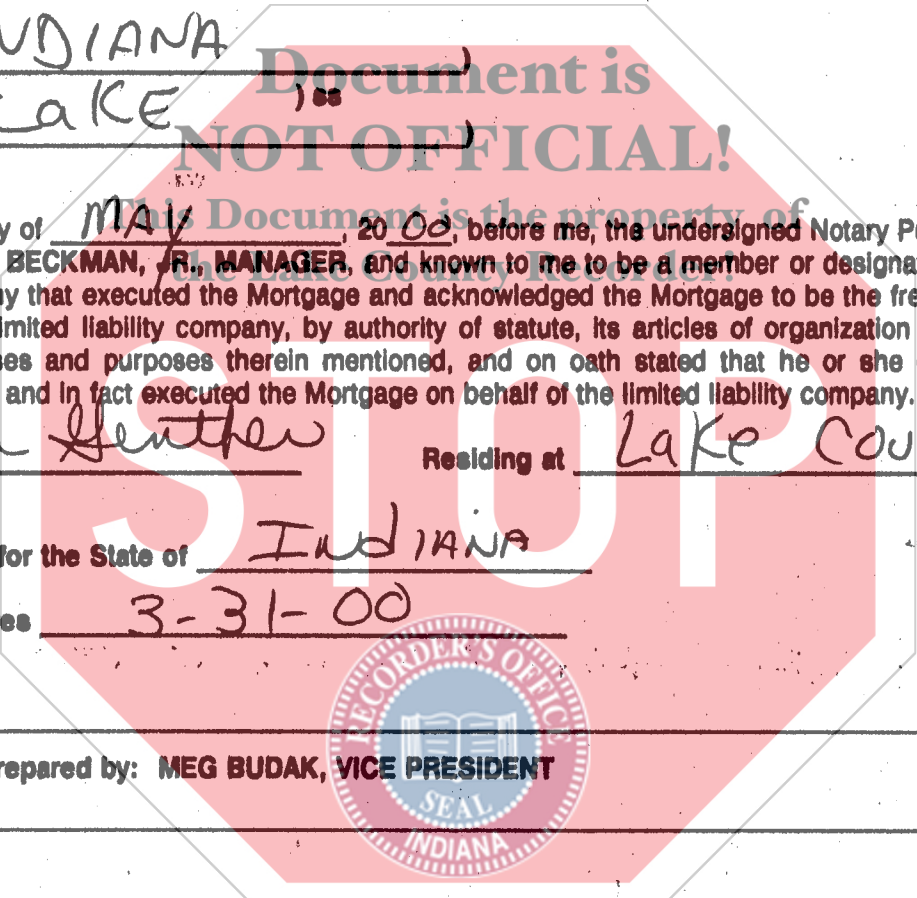 NDIANA )
Lake ) ss
)
Document is
NOT OFFICIAL!
This Document is the property of
the Lake County Recorder!
y of MAY, 20 00, before me, the undersigned Notary Pu
BECKMAN, JR., MANAGER, and known to me to be a member or designat
ny that executed the Mortgage and acknowledged the Mortgage to be the fre
imited liability company, by authority of statute, its articles of organization
ses and purposes therein mentioned, and on oath stated that he or she
and in fact executed the Mortgage on behalf of the limited liability company.
Residing at Lake Cou
for the State of IndIANA
es 3-31-00
STOP
repared by: MEG BUDAK, VICE PRESIDENT
RECORDER'S OFFICE
SEAL
INDIANA